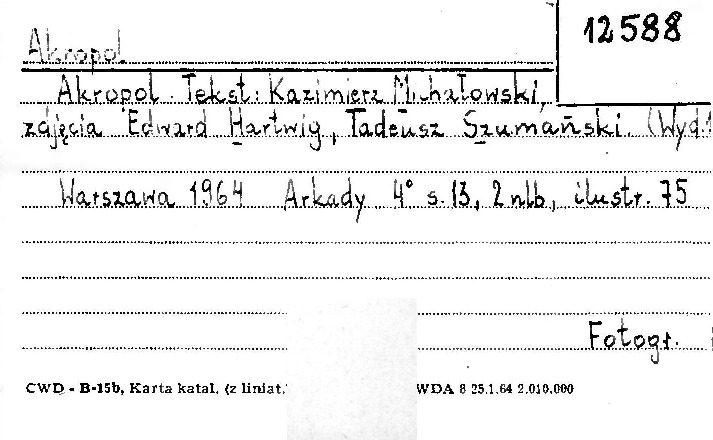 12588
Akropol
Akropol. Tekst: Kazimierz Michałowski,
zdjęcia Edward Hartwig, Tadeusz Szumański. (Wyd.1
Warszawa 1964 Arkady 4° s.13, 2 nlb, ilustr. 75
Fotogr.
CWD - B-15b, Karta katal. (z liniat. WDA 8 25.1.64 2.010.000